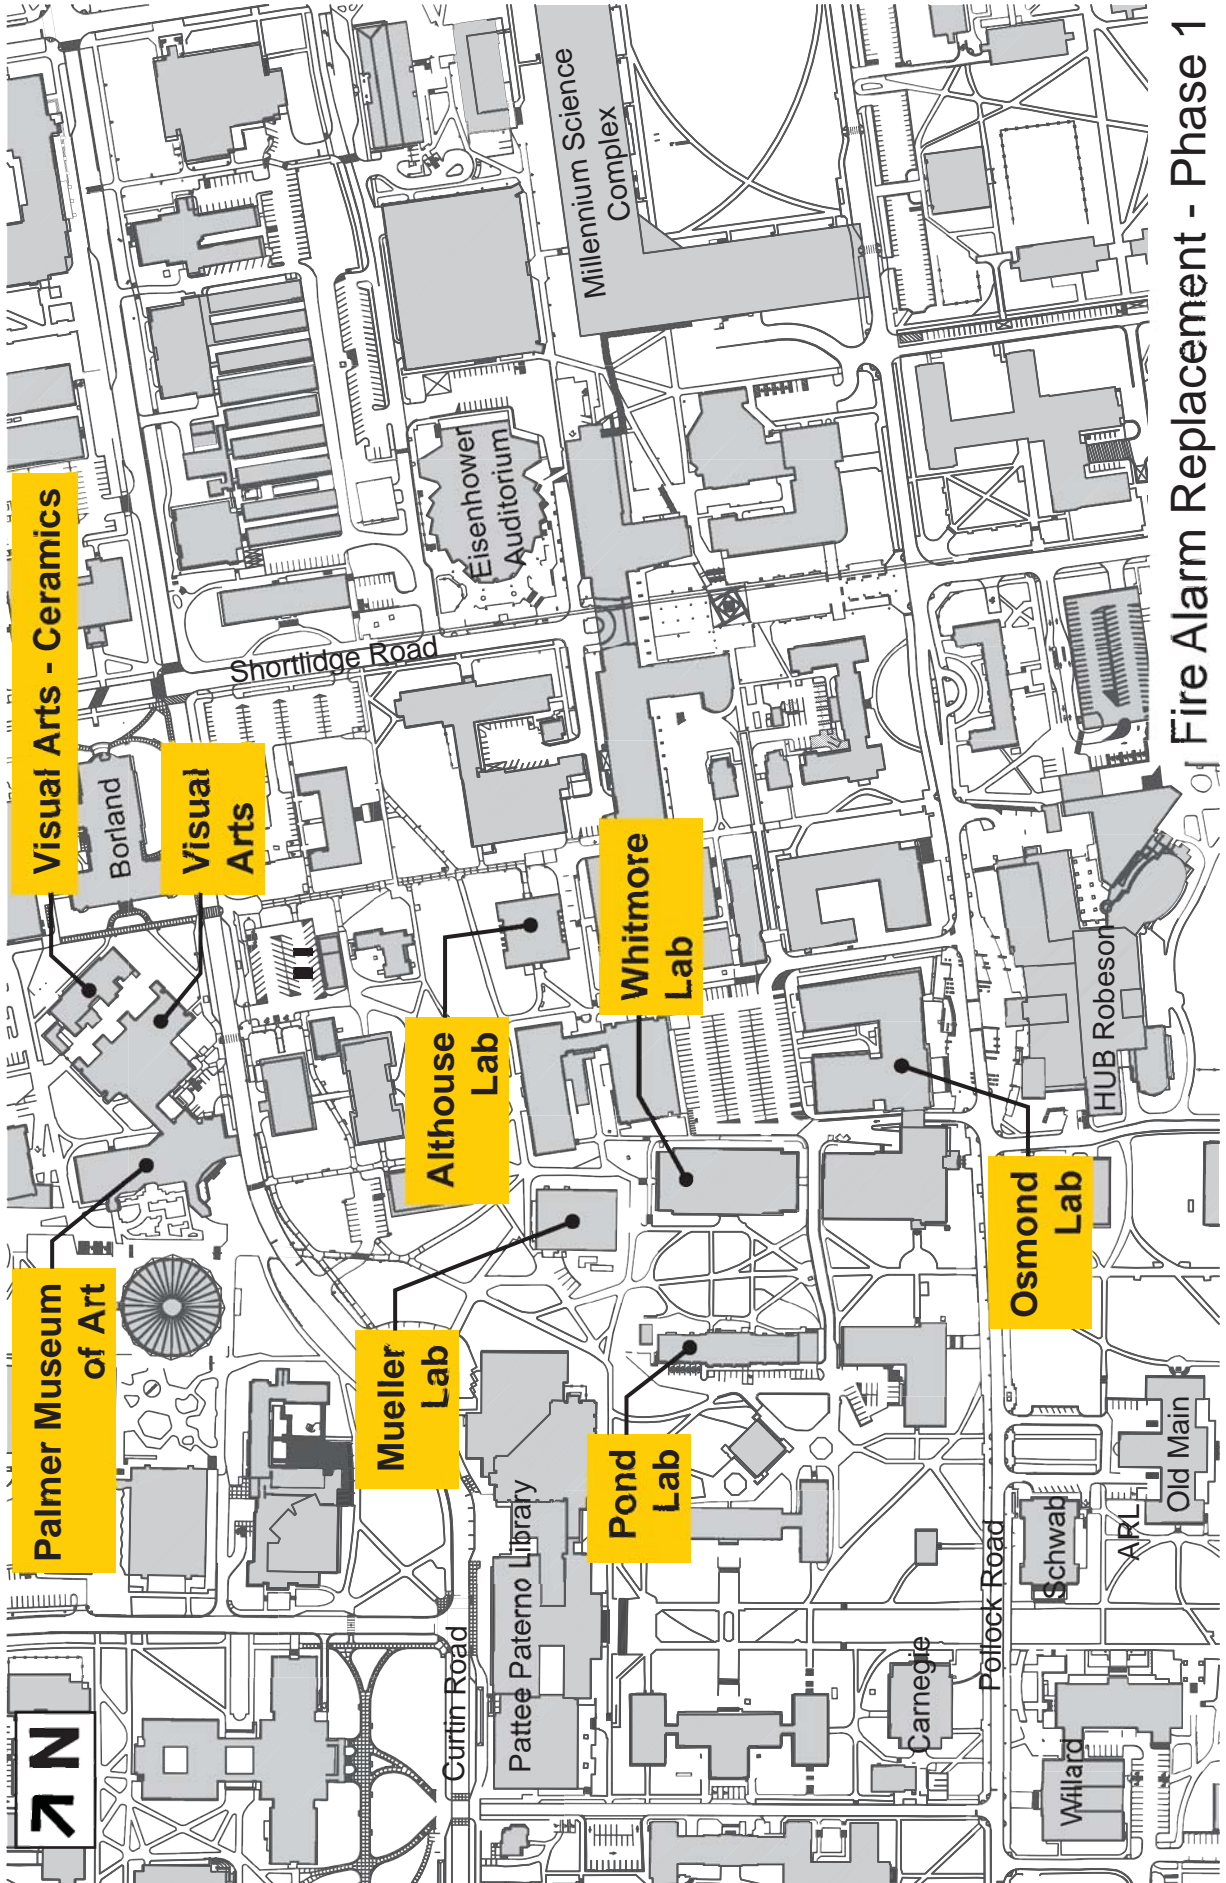 N
Palmer Museum
of Art
Visual Arts - Ceramics
Borland
Visual
Arts
Shortlidge Road
Mueller
Lab
Althouse
Lab
Eisenhower
Auditorium
Millennium Science
Complex
Curtin Road
Pattee Paterno Library
Pond
Lab
Whitmore
Lab
Carnegie
Pollock Road
Osmond
Lab
Willard
Schwab
ARL
Old Main
HUB Robeson
Fire Alarm Replacement - Phase 1